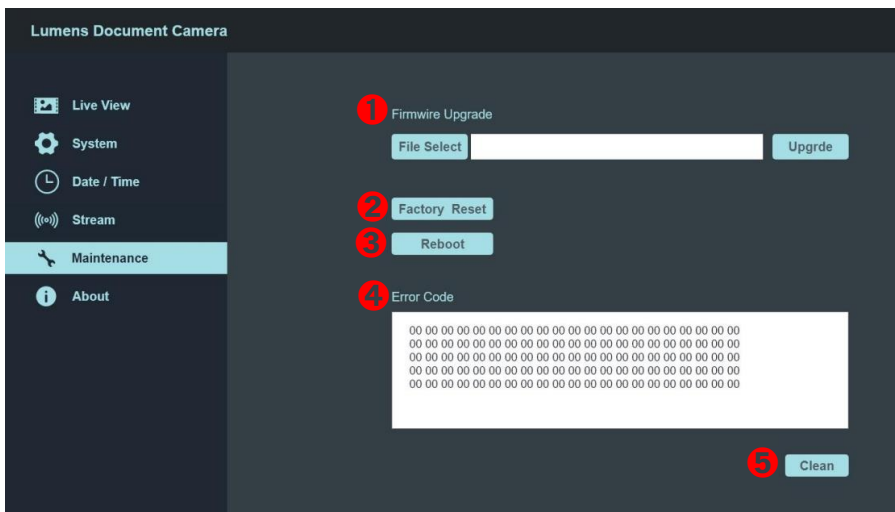 Lumens Document Camera
Live View
System
Date / Time
Stream
Maintenance
About
1 Firmwire Upgrade
File Select Upgrde
2 Factory Reset
3 Reboot
4 Error Code
00 00 00 00 00 00 00 00 00 00 00 00 00 00 00 00 00 00 00 00 00
00 00 00 00 00 00 00 00 00 00 00 00 00 00 00 00 00 00 00 00 00
00 00 00 00 00 00 00 00 00 00 00 00 00 00 00 00 00 00 00 00 00
00 00 00 00 00 00 00 00 00 00 00 00 00 00 00 00 00 00 00 00 00
00 00 00 00 00 00 00 00 00 00 00 00 00 00 00 00 00 00 00 00 00
5 Clean